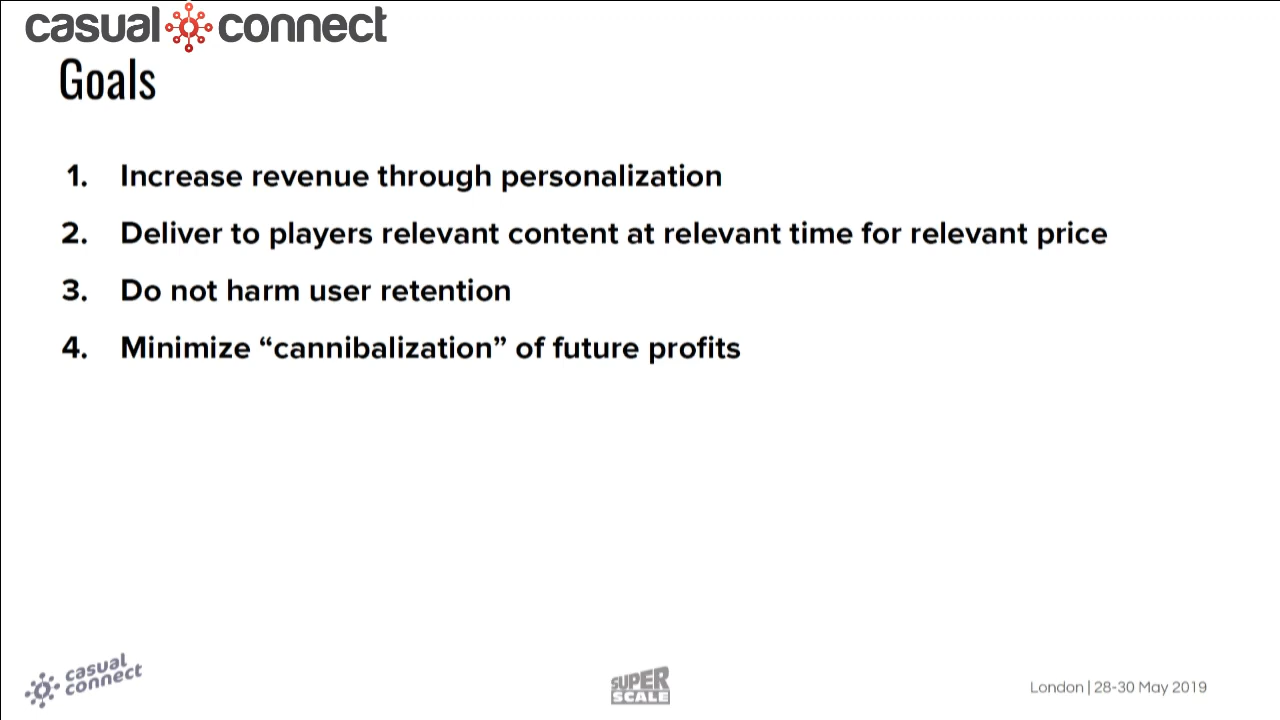 casual connect
Goals
1. Increase revenue through personalization
2. Deliver to players relevant content at relevant time for relevant price
3. Do not harm user retention
4. Minimize “cannibalization” of future profits
casual
connect
SUPER
SCALE
London | 28-30 May 2019